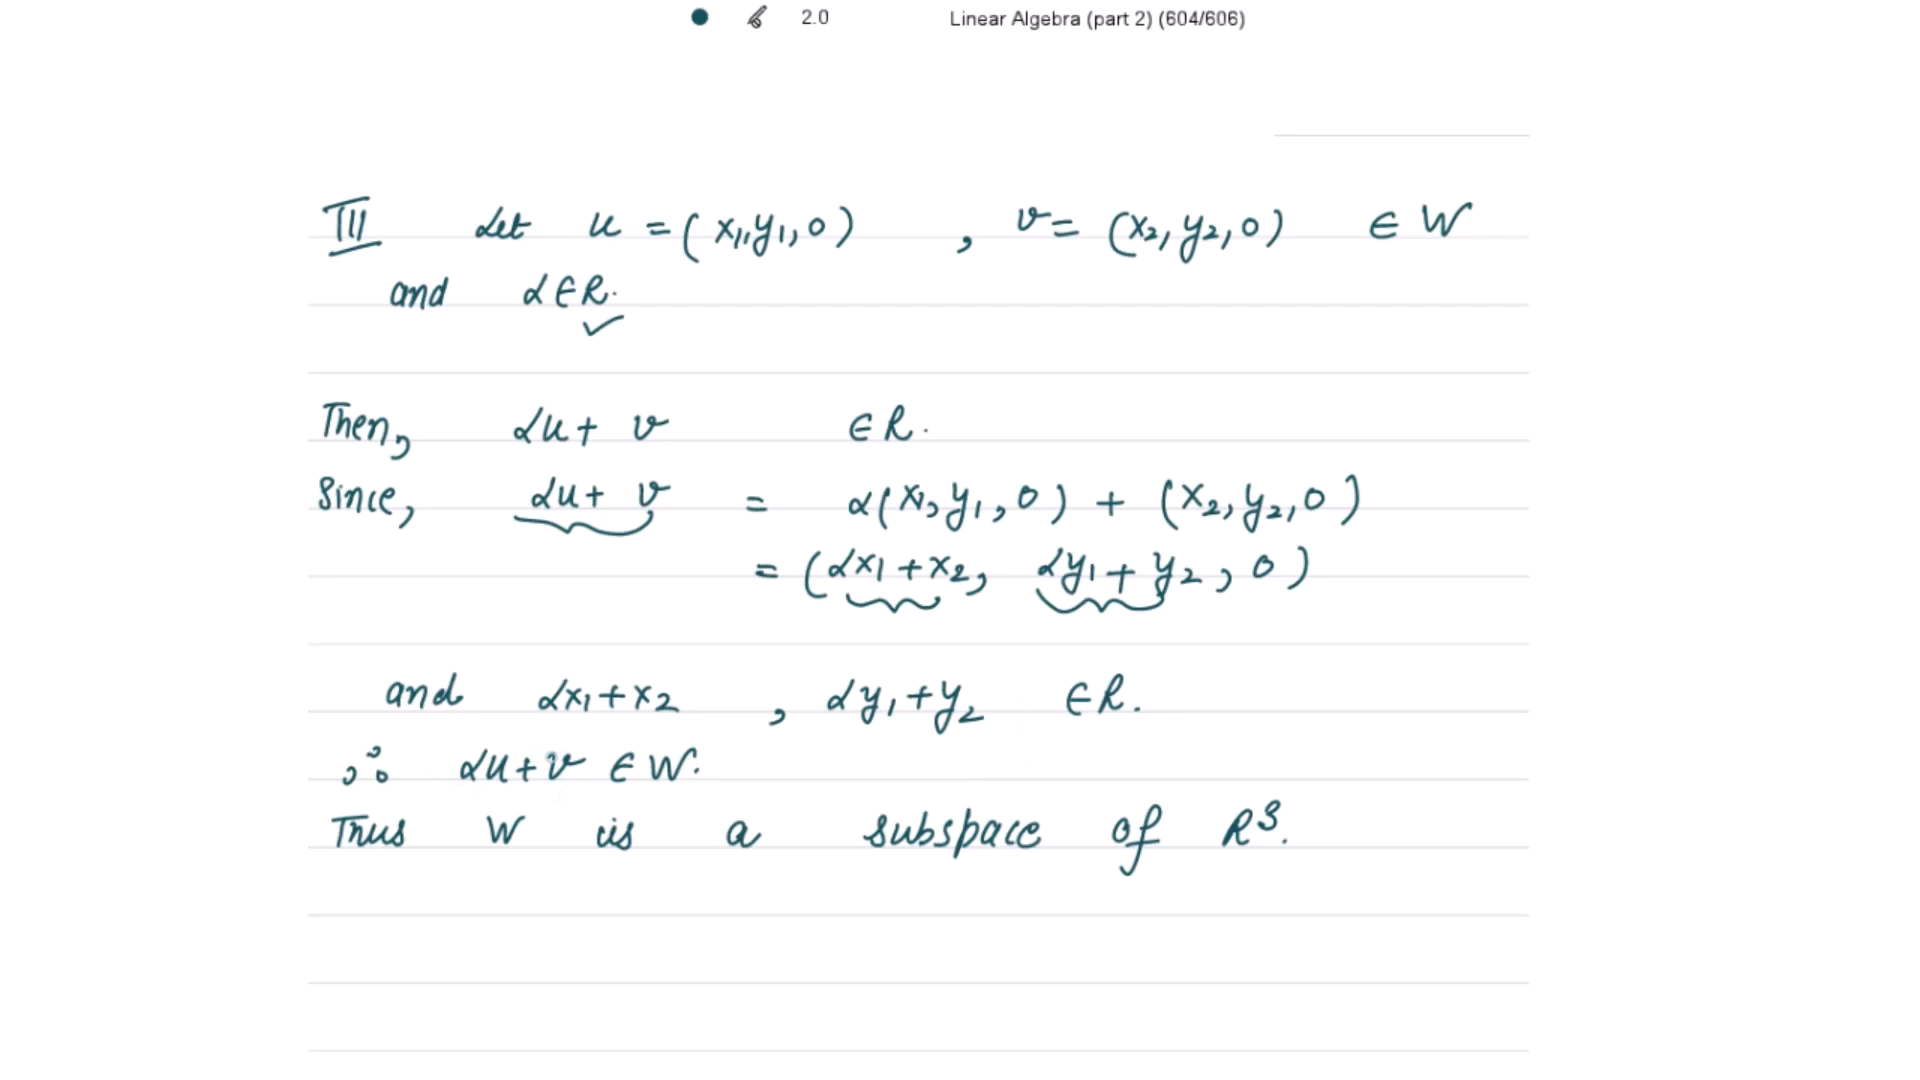 2.0 Linear Algebra (part 2) (604/606)
III Let u = (x₁, y₁, 0) , v = (x₂, y₂, 0) ∈ W
and α ∈ R.
Then, αu + v ∈ R.
Since, αu + v = α(x₁, y₁, 0) + (x₂, y₂, 0)
= (αx₁ + x₂, αy₁ + y₂, 0)
and αx₁ + x₂ , αy₁ + y₂ ∈ R.
∴ αu + v ∈ W.
Thus W is a subspace of R³.